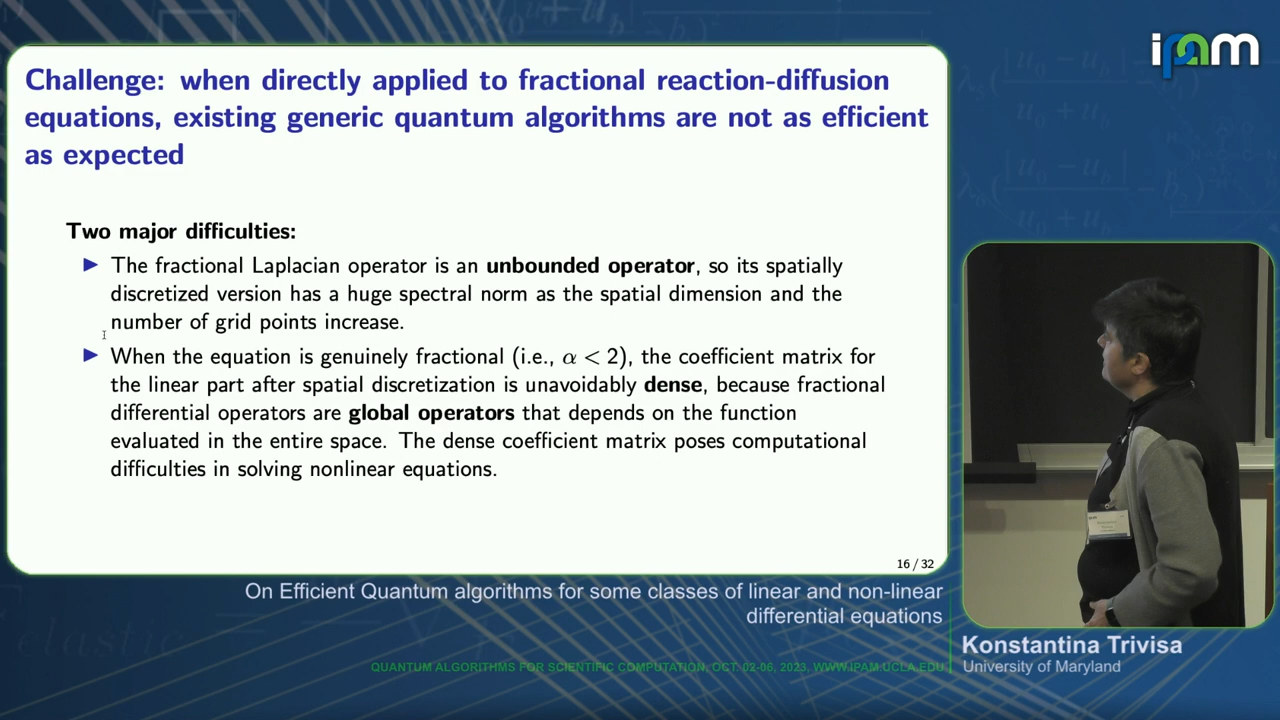 ipam
Challenge: when directly applied to fractional reaction-diffusion
equations, existing generic quantum algorithms are not as efficient
as expected
Two major difficulties:
▶ The fractional Laplacian operator is an unbounded operator, so its spatially
discretized version has a huge spectral norm as the spatial dimension and the
number of grid points increase.
▶ When the equation is genuinely fractional (i.e., α < 2), the coefficient matrix for
the linear part after spatial discretization is unavoidably dense, because fractional
differential operators are global operators that depends on the function
evaluated in the entire space. The dense coefficient matrix poses computational
difficulties in solving nonlinear equations.
16 / 32
On Efficient Quantum algorithms for some classes of linear and non-linear
differential equations
Konstantina Trivisa
University of Maryland
QUANTUM ALGORITHMS FOR SCIENTIFIC COMPUTATION, OCT. 02-06, 2023, WWW.IPAM.UCLA.EDU
elastic